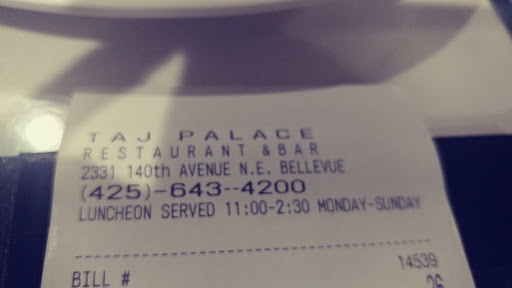 TAJ PALACE
RESTAURANT &BAR
2331 140th AVENUE N.E. BELLEVUE
(425)-643--4200
LUNCHEON SERVED 11:00-2:30 MONDAY-SUNDAY
--------------------------------
BILL # 14539